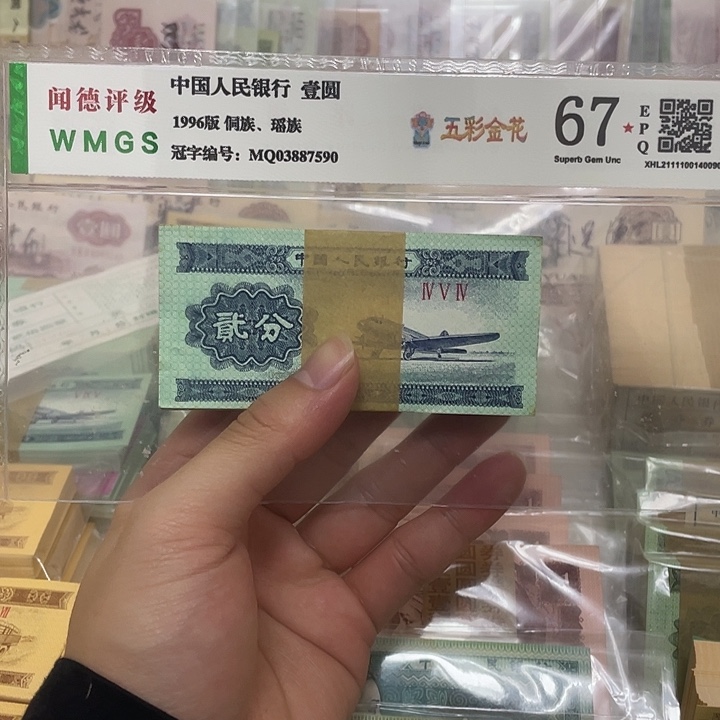 闻德评级
WMGS
中国人民银行 壹圆
1996版 侗族、瑶族
冠字编号：MQ03887590
五彩金花
67
★
EPQ
Superb Gem Unc
XHL2111100140090
中国人民银行
ⅣⅤⅣ
贰分